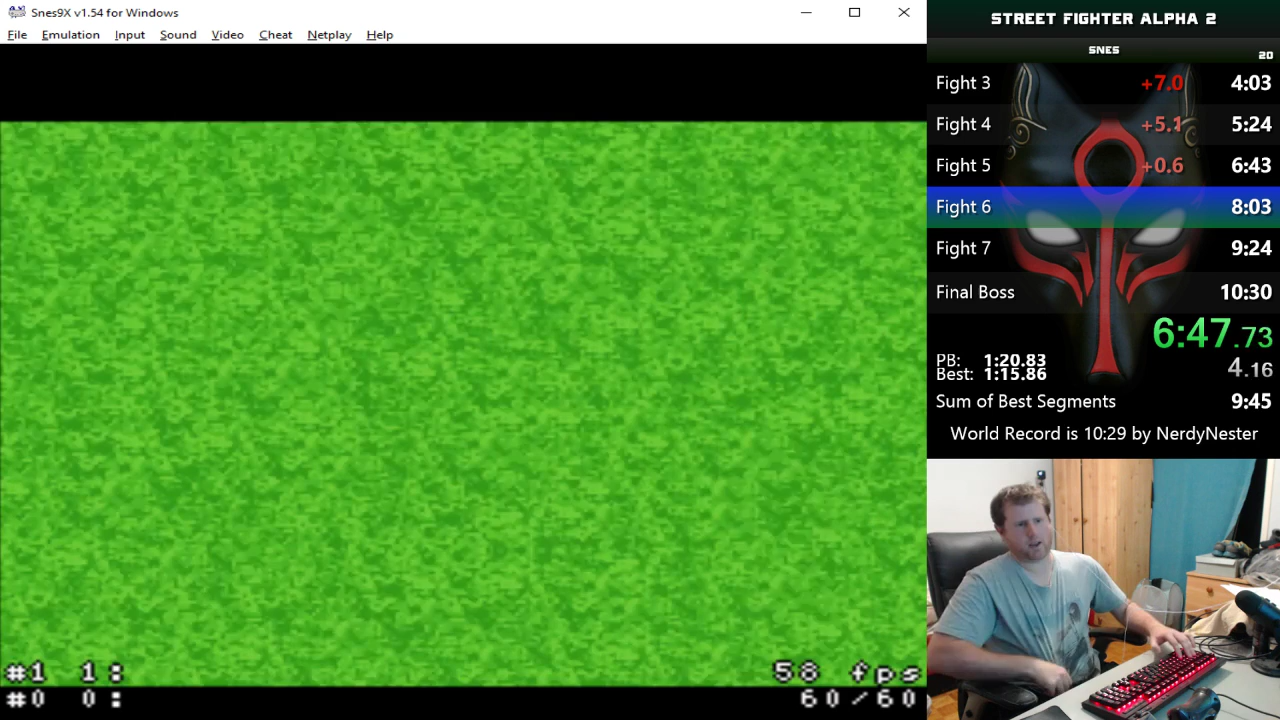 Snes9X v1.54 for Windows
File Emulation Input Sound Video Cheat Netplay Help
#1 1: 58 fps
#0 0: 60/60
STREET FIGHTER ALPHA 2
SNES
20
Fight 3 +7.0 4:03
Fight 4 +5.1 5:24
Fight 5 +0.6 6:43
Fight 6 8:03
Fight 7 9:24
Final Boss 10:30
6:47.73
PB: 1:20.83
Best: 1:15.86
4.16
Sum of Best Segments 9:45
World Record is 10:29 by NerdyNester